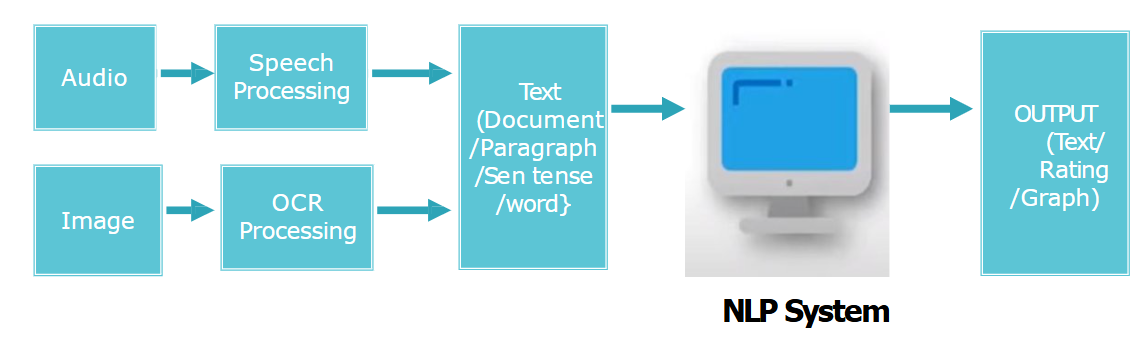 Audio
Speech
Processing
Image
OCR
Processing
Text
(Document
/Paragraph
/Sen tense
/word}
NLP System
OUTPUT
(Text/
Rating
/Graph)